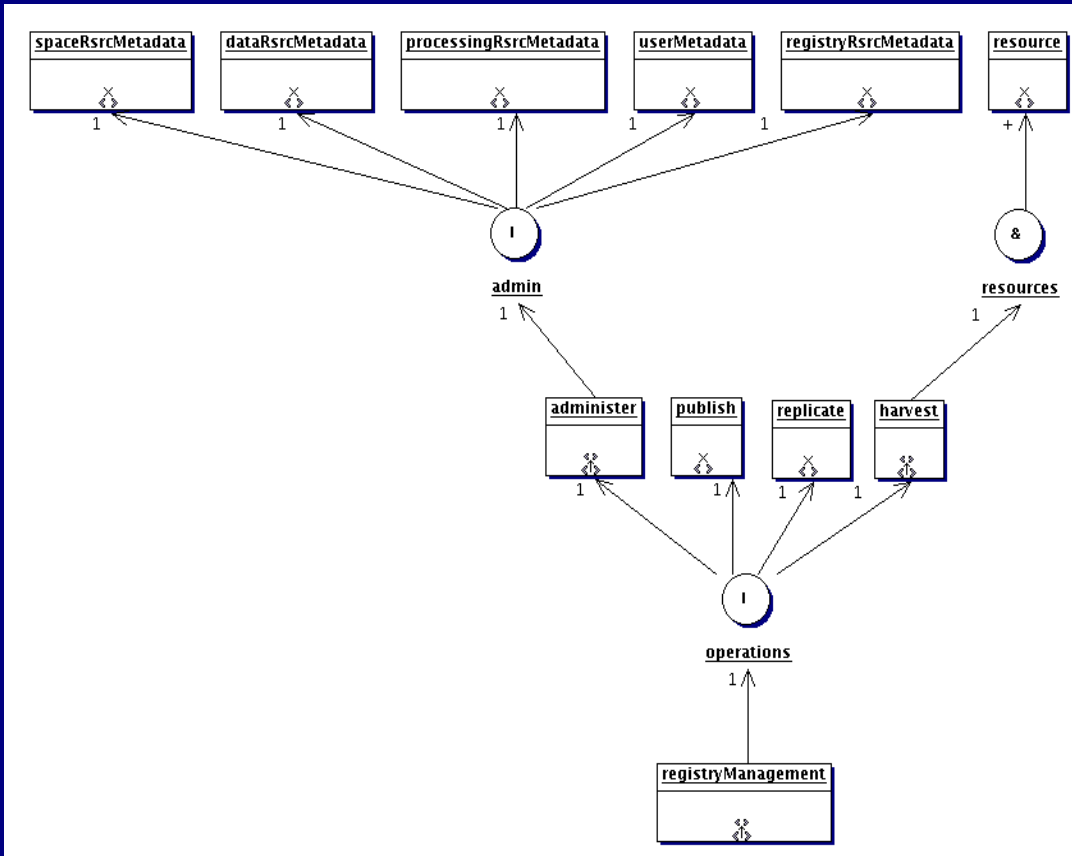 spaceRsrcMetadata
dataRsrcMetadata
processingRsrcMetadata
userMetadata
registryRsrcMetadata
resource
1
1
1
1
1
+
I
&
admin
resources
1
1
administer
publish
replicate
harvest
1
1
1
1
I
operations
1
registryManagement